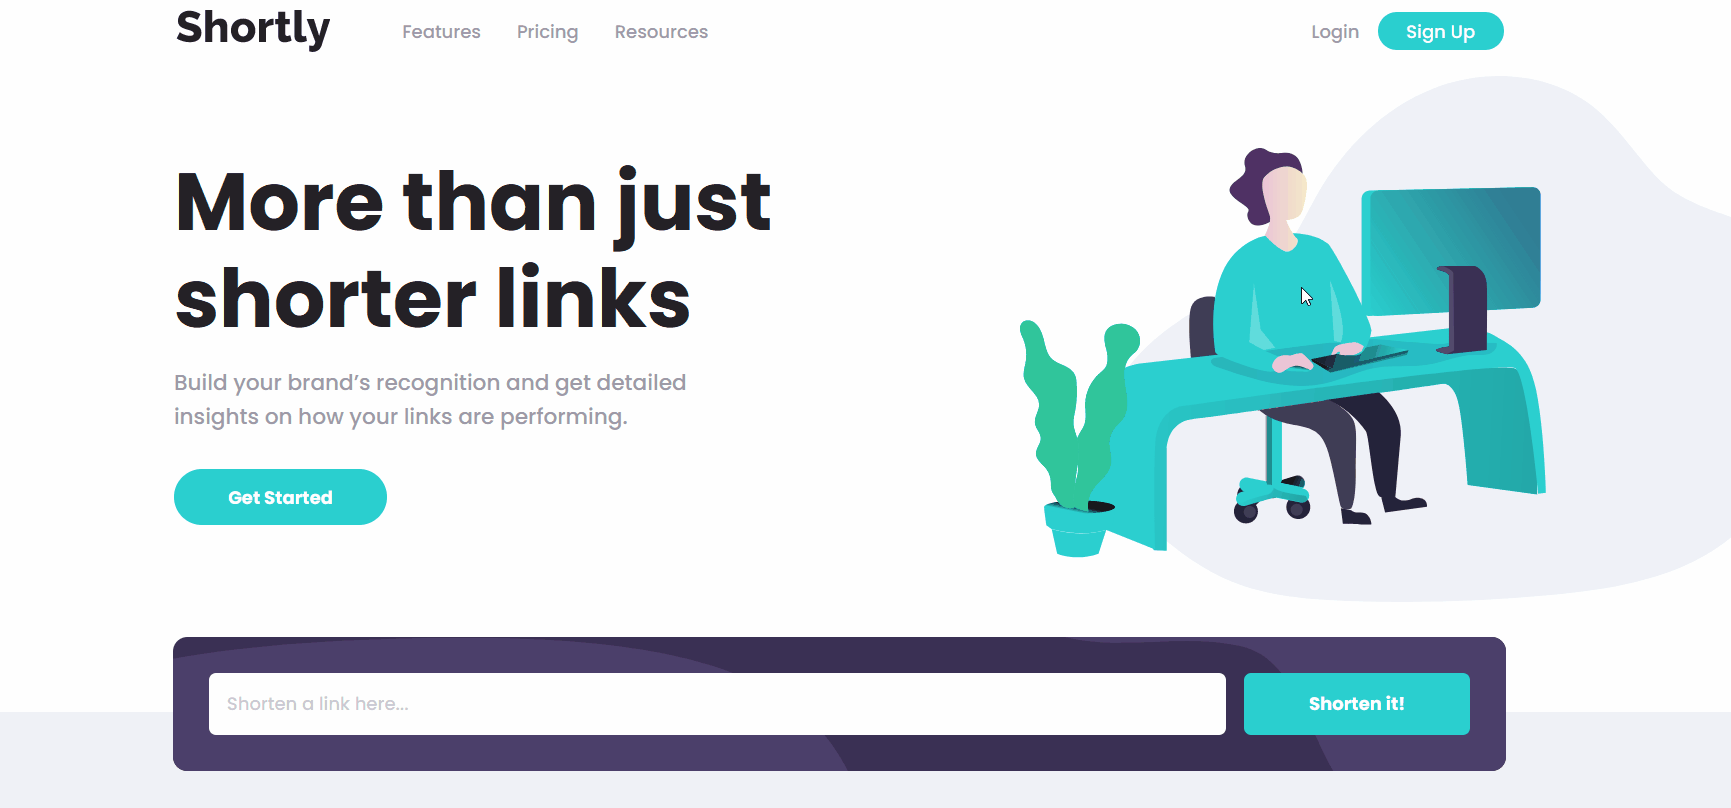 Shortly
Features
Pricing
Resources
Login
Sign Up
More than just
shorter links
Build your brand’s recognition and get detailed
insights on how your links are performing.
Get Started
Shorten a link here...
Shorten it!